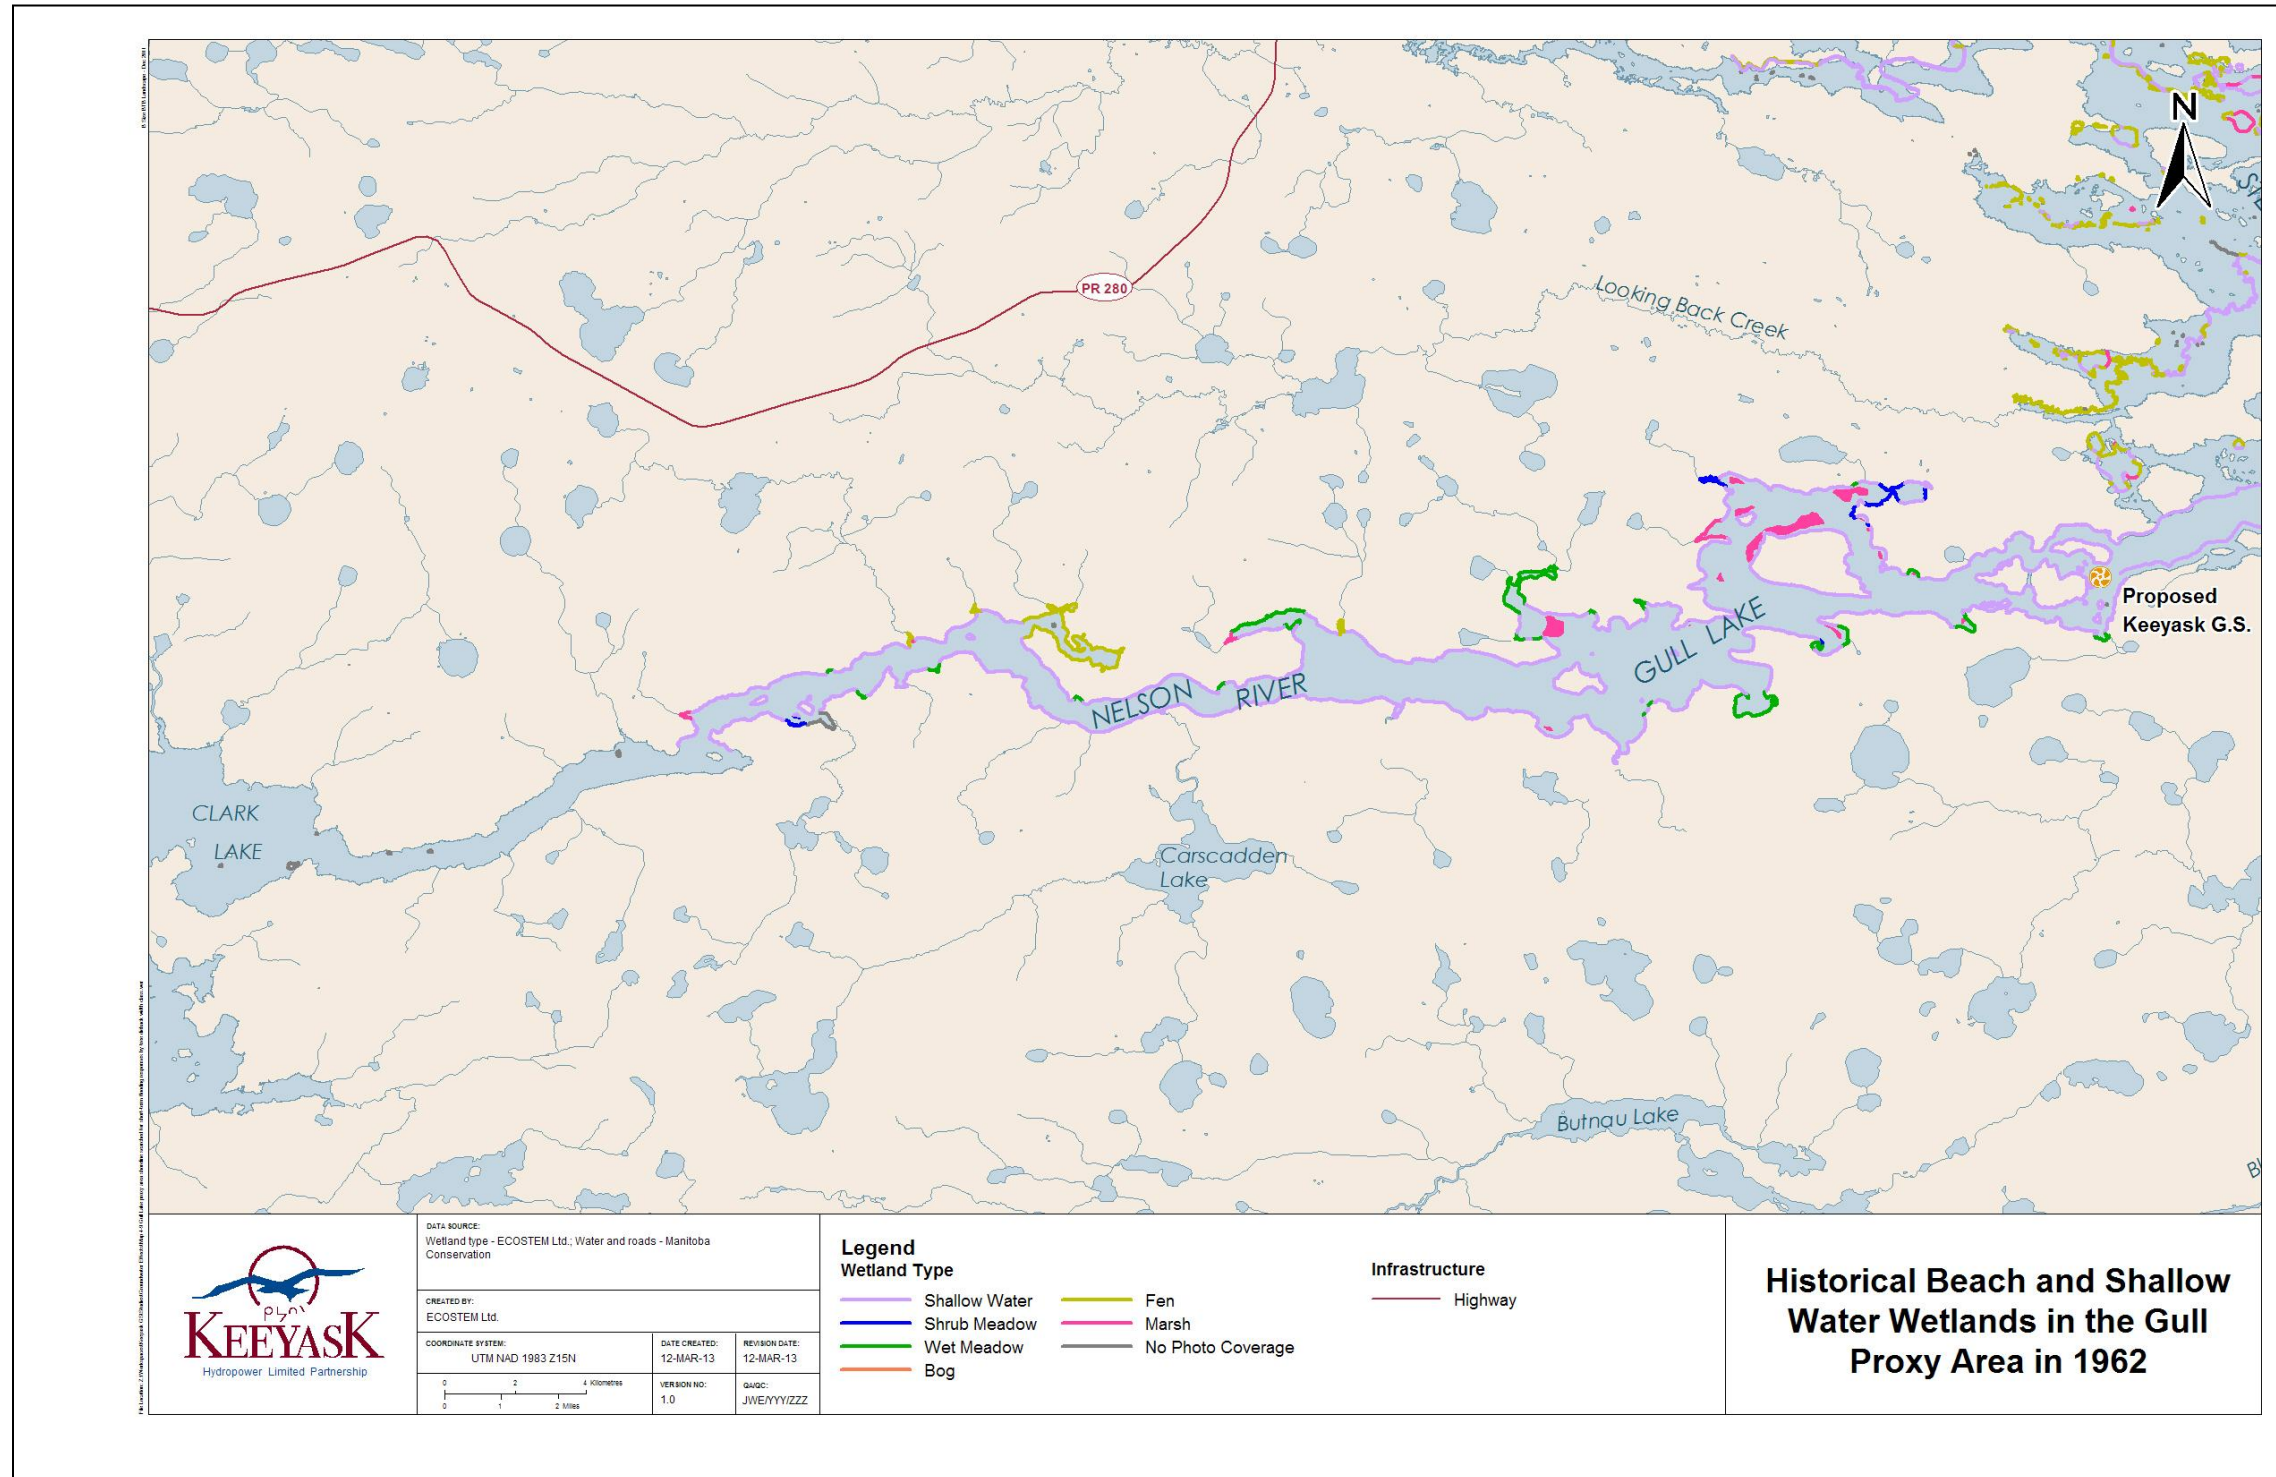 N
PR 280
Looking Back Creek
Proposed
Keeyask G.S.
GULL LAKE
NELSON RIVER
CLARK
LAKE
Carscadden
Lake
Butnau Lake
KEEYASK
Hydropower Limited Partnership
DATA SOURCE:
Wetland type - ECOSTEM Ltd.; Water and roads - Manitoba
Conservation
CREATED BY:
ECOSTEM Ltd.
COORDINATE SYSTEM:
UTM NAD 1983 Z15N
DATE CREATED:
12-MAR-13
REVISION DATE:
12-MAR-13
0 2 4 Kilometres
0 1 2 Miles
VERSION NO:
1.0
QA/QC:
JWE/YYY/ZZZ
Legend
Wetland Type
Shallow Water
Shrub Meadow
Wet Meadow
Bog
Fen
Marsh
No Photo Coverage
Infrastructure
Highway
Historical Beach and Shallow
Water Wetlands in the Gull
Proxy Area in 1962